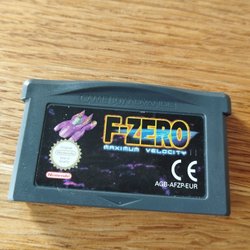 GAME BOY ADVANCE
F-ZERO
MAXIMUM VELOCITY
Nintendo
CE
AGB-AFZP-EUR